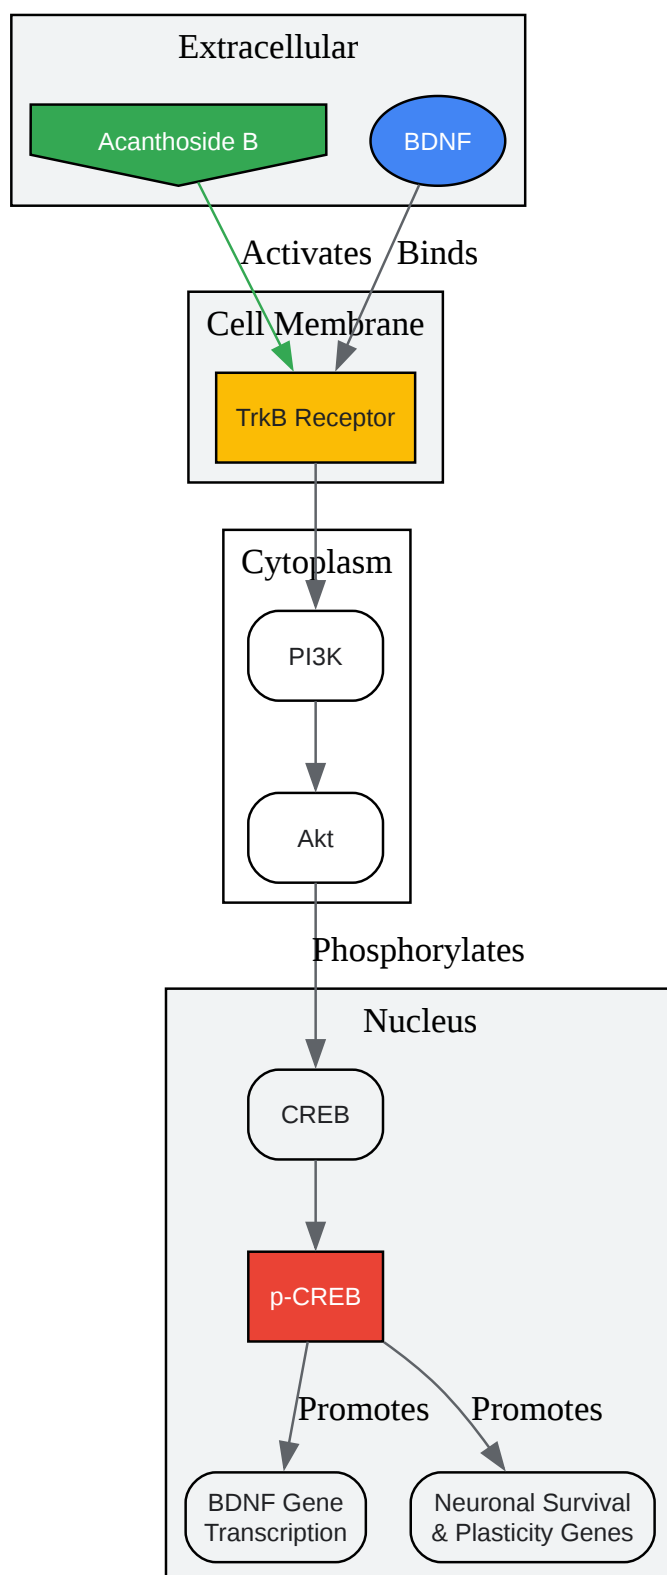 Extracellular
Acanthoside B
BDNF
Activates
Binds
Cell Membrane
TrkB Receptor
Cytoplasm
PI3K
Akt
Phosphorylates
Nucleus
CREB
p-CREB
Promotes
Promotes
BDNF Gene
Transcription
Neuronal Survival
& Plasticity Genes